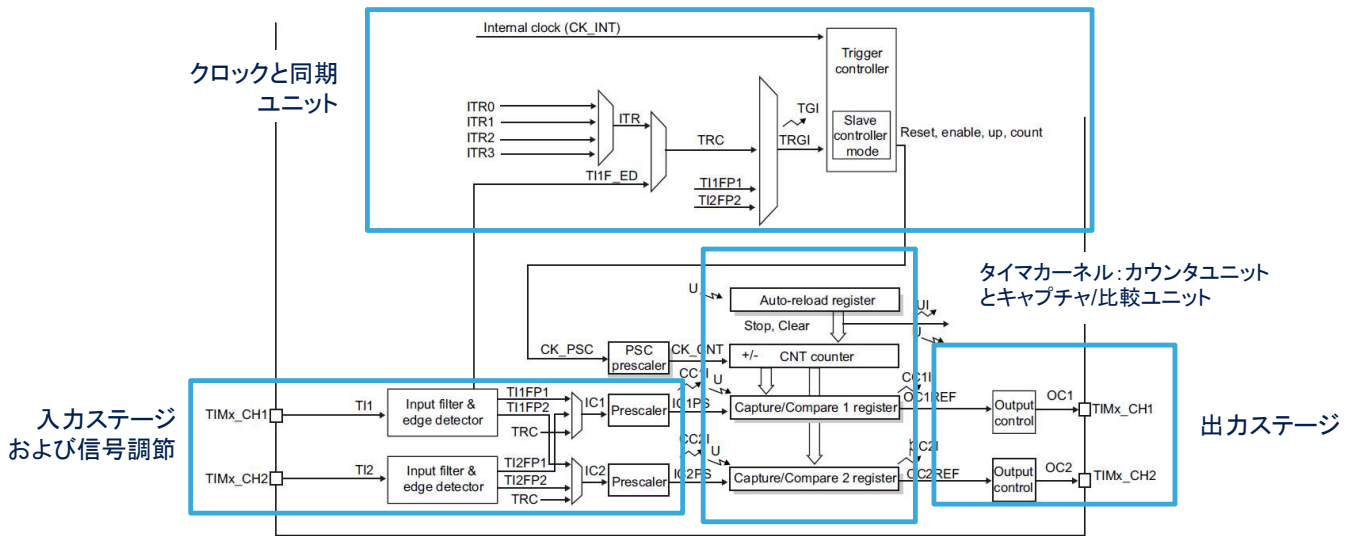 Internal clock (CK_INT)
クロックと同期
ユニット
Trigger
controller
ITR0
ITR1
ITR2
ITR3
ITR
TI1F_ED
TRC
TI1FP1
TI2FP2
TGI
TRGI
Slave
controller
mode
Reset, enable, up, count
タイマカーネル：カウンタユニット
とキャプチャ/比較ユニット
U
Auto-reload register
UI
U
Stop, Clear
CK_PSC
PSC
prescaler
CK_CNT
+/-
CNT counter
入力ステージ
および信号調節
TIMx_CH1
TI1
Input filter &
edge detector
TI1FP1
TI1FP2
TRC
IC1
Prescaler
CC1I
IC1PS
U
Capture/Compare 1 register
CC1I
OC1REF
Output
control
OC1
TIMx_CH1
出力ステージ
TIMx_CH2
TI2
Input filter &
edge detector
TI2FP1
TI2FP2
TRC
IC2
Prescaler
CC2I
IC2PS
U
Capture/Compare 2 register
CC2I
OC2REF
Output
control
OC2
TIMx_CH2